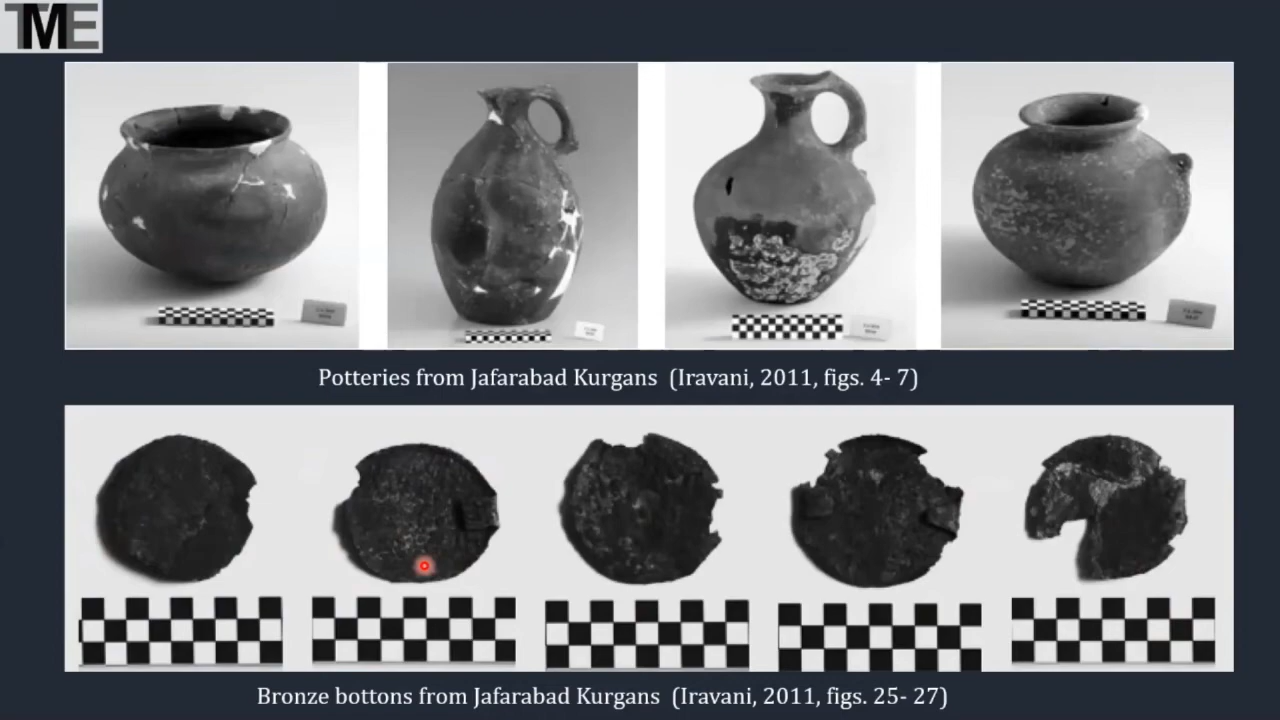 TME
Potteries from Jafarabad Kurgans (Iravani, 2011, figs. 4- 7)
Bronze bottons from Jafarabad Kurgans (Iravani, 2011, figs. 25- 27)